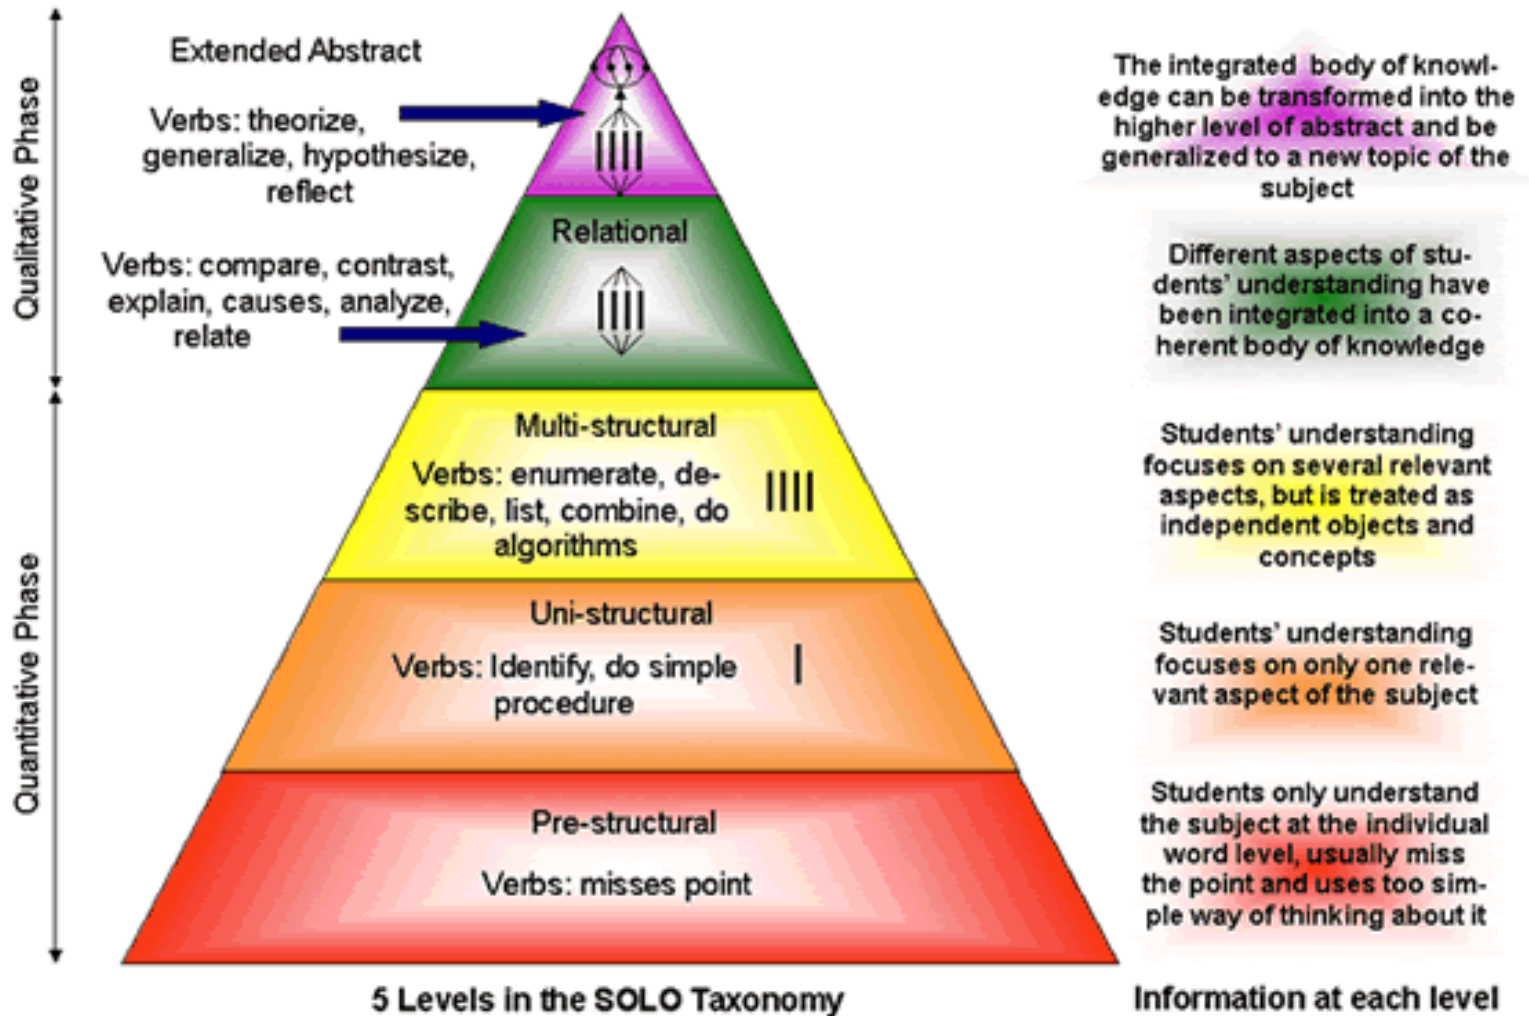 Qualitative Phase
Quantitative Phase
Extended Abstract
Verbs: theorize,
generalize, hypothesize,
reflect
Verbs: compare, contrast,
explain, causes, analyze,
relate
Relational
Multi-structural
Verbs: enumerate, de-
scribe, list, combine, do
algorithms
Uni-structural
Verbs: Identify, do simple
procedure
Pre-structural
Verbs: misses point
5 Levels in the SOLO Taxonomy
The integrated body of knowl-
edge can be transformed into the
higher level of abstract and be
generalized to a new topic of the
subject
Different aspects of stu-
dents' understanding have
been integrated into a co-
herent body of knowledge
Students' understanding
focuses on several relevant
aspects, but is treated as
independent objects and
concepts
Students' understanding
focuses on only one rele-
vant aspect of the subject
Students only understand
the subject at the individual
word level, usually miss
the point and uses too sim-
ple way of thinking about it
Information at each level